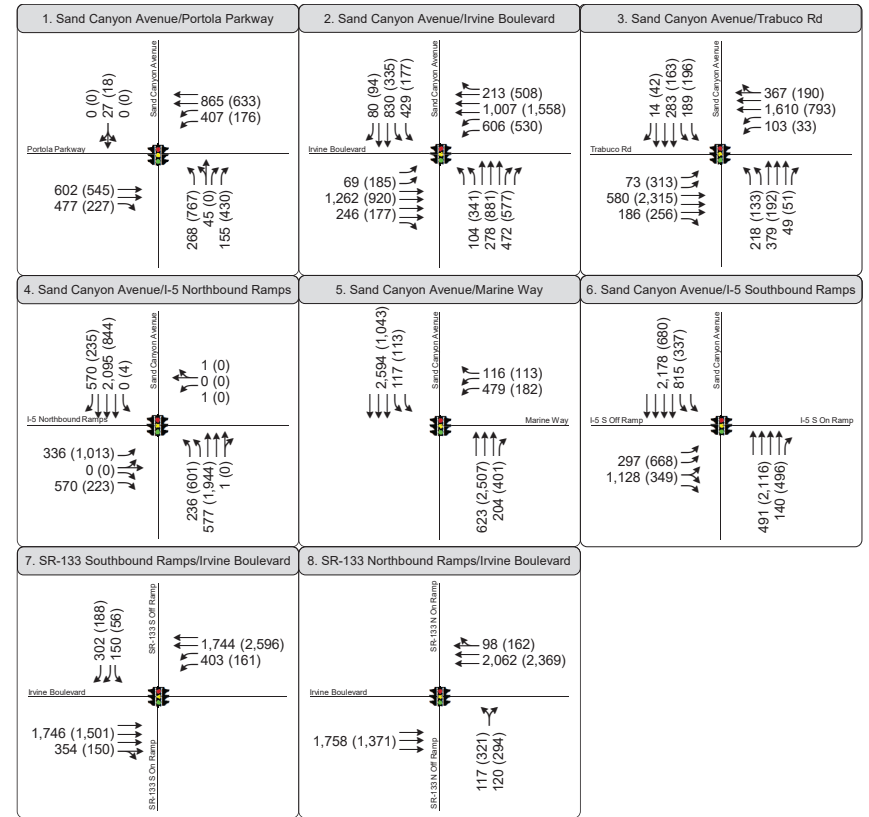 1. Sand Canyon Avenue/Portola Parkway
0 (0)
27 (18)
0 (0)
Sand Canyon Avenue
865 (633)
407 (176)
Portola Parkway
602 (545)
477 (227)
268 (767)
45 (0)
155 (430)
2. Sand Canyon Avenue/Irvine Boulevard
80 (94)
830 (335)
429 (177)
Sand Canyon Avenue
213 (508)
1,007 (1,558)
606 (530)
Irvine Boulevard
69 (185)
1,262 (920)
246 (177)
104 (341)
278 (881)
472 (577)
3. Sand Canyon Avenue/Trabuco Rd
14 (42)
283 (163)
189 (196)
Sand Canyon Avenue
367 (190)
1,610 (793)
103 (33)
Trabuco Rd
73 (313)
580 (2,315)
186 (256)
218 (133)
379 (192)
49 (51)
4. Sand Canyon Avenue/I-5 Northbound Ramps
570 (235)
2,095 (844)
0 (4)
Sand Canyon Avenue
1 (0)
0 (0)
1 (0)
I-5 Northbound Ramps
336 (1,013)
0 (0)
570 (223)
236 (601)
577 (1,944)
1 (0)
5. Sand Canyon Avenue/Marine Way
2,594 (1,043)
117 (113)
Sand Canyon Avenue
116 (113)
479 (182)
Marine Way
623 (2,507)
204 (401)
6. Sand Canyon Avenue/I-5 Southbound Ramps
2,178 (680)
815 (337)
Sand Canyon Avenue
I-5 S Off Ramp
I-5 S On Ramp
297 (668)
1,128 (349)
491 (2,116)
140 (496)
7. SR-133 Southbound Ramps/Irvine Boulevard
302 (188)
150 (56)
SR-133 S Off Ramp
1,744 (2,596)
403 (161)
Irvine Boulevard
1,746 (1,501)
354 (150)
SR-133 S On Ramp
8. SR-133 Northbound Ramps/Irvine Boulevard
SR-133 N On Ramp
98 (162)
2,062 (2,369)
Irvine Boulevard
1,758 (1,371)
SR-133 N Off Ramp
117 (321)
120 (294)